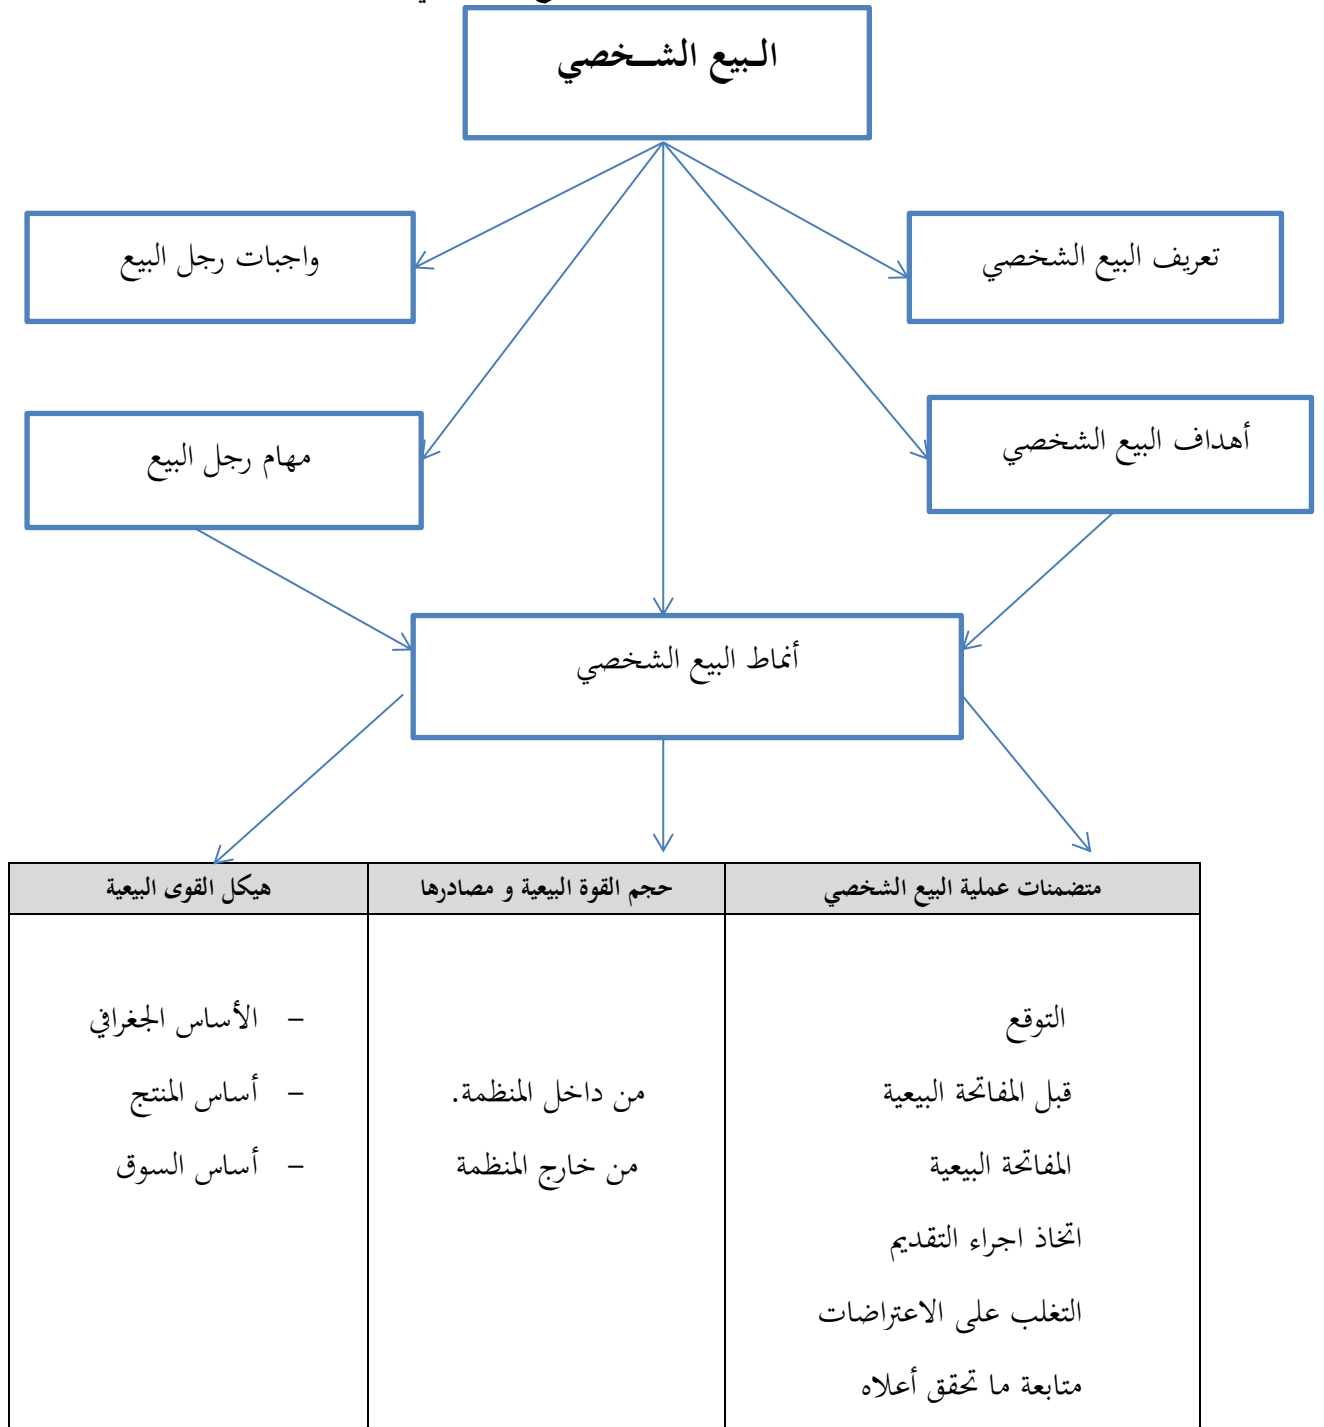 الـبيع الشـــخصي
تعريف البيع الشخصي
واجبات رجل البيع
أهداف البيع الشخصي
مهام رجل البيع
أنماط البيع الشخصي
متضمنات عملية البيع الشخصي
حجم القوة البيعية و مصادرها
هيكل القوى البيعية
التوقع
قبل المفاتحة البيعية
المفاتحة البيعية
اتخاذ اجراء التقديم
التغلب على الاعتراضات
متابعة ما تحقق أعلاه
من داخل المنظمة.
من خارج المنظمة
– الأساس الجغرافي
– أساس المنتج
– أساس السوق